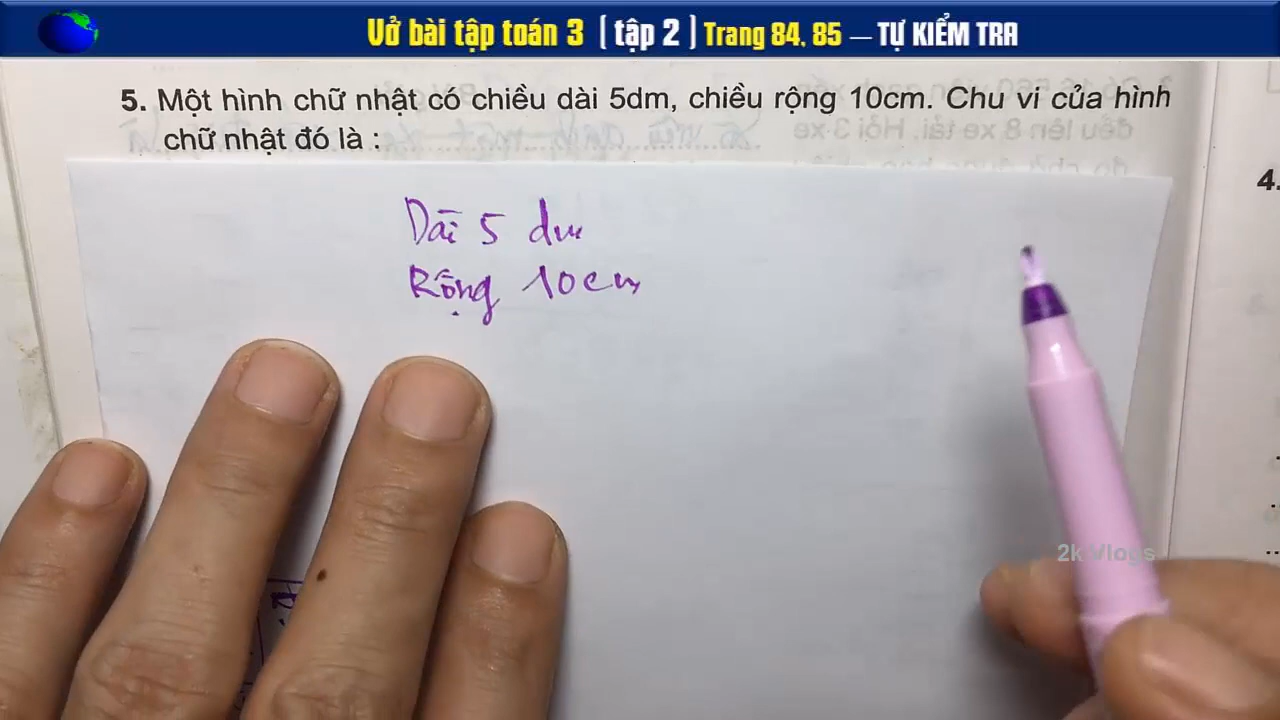 Vở bài tập toán 3 ( tập 2 ) Trang 84, 85 – TỰ KIỂM TRA
5. Một hình chữ nhật có chiều dài 5dm, chiều rộng 10cm. Chu vi của hình
chữ nhật đó là :
4.
Dài 5 dm
Rộng 10cm
2k Vlogs